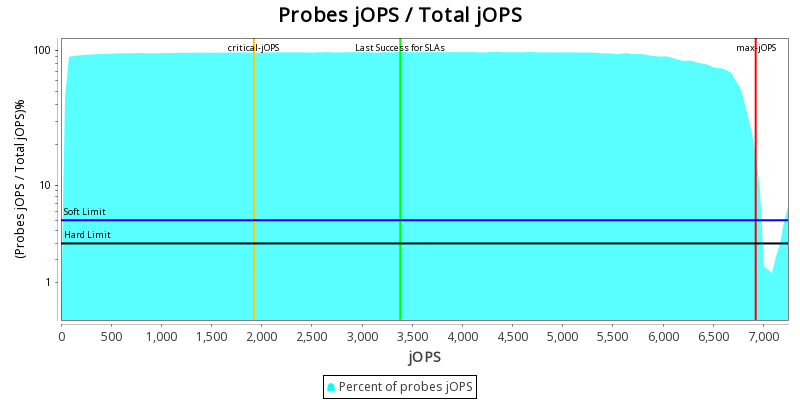 Probes jOPS / Total jOPS
(Probes jOPS / Total jOPS)%
100
10
1
critical-jOPS
Last Success for SLAs
max-jOPS
Soft Limit
Hard Limit
0 500 1,000 1,500 2,000 2,500 3,000 3,500 4,000 4,500 5,000 5,500 6,000 6,500 7,000
jOPS
Percent of probes jOPS